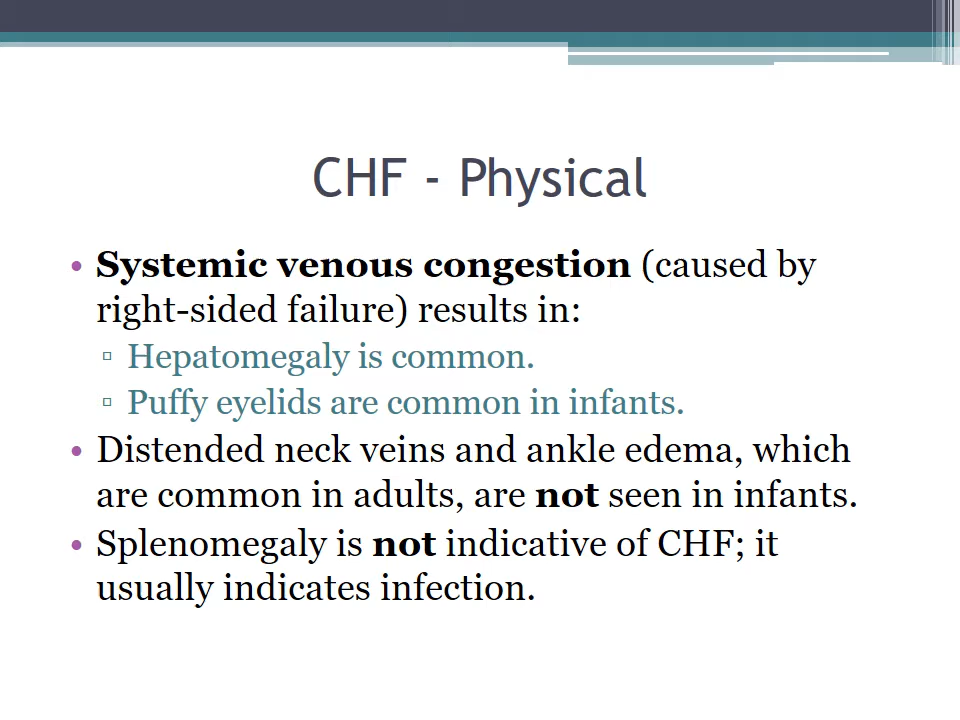 CHF - Physical
• Systemic venous congestion (caused by
right-sided failure) results in:
▫ Hepatomegaly is common.
▫ Puffy eyelids are common in infants.
• Distended neck veins and ankle edema, which
are common in adults, are not seen in infants.
• Splenomegaly is not indicative of CHF; it
usually indicates infection.